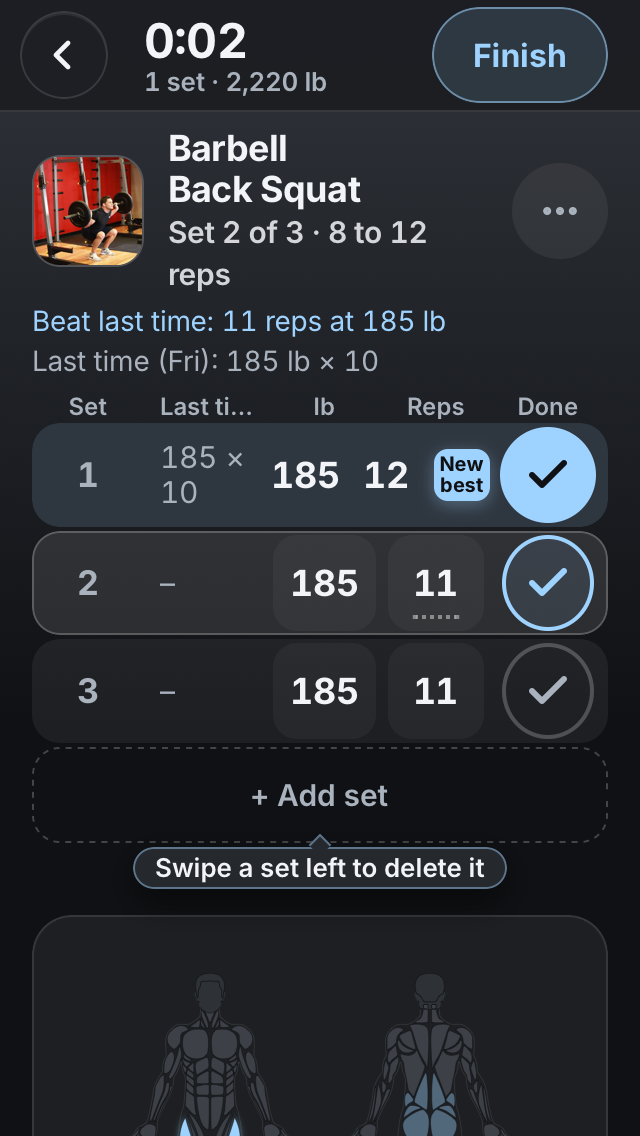 0:02
1 set · 2,220 lb
Finish
Barbell
Back Squat
Set 2 of 3 · 8 to 12
reps
Beat last time: 11 reps at 185 lb
Last time (Fri): 185 lb × 10
Set Last ti... lb Reps Done
1 185 × 10 185 12 New best
2 – 185 11
3 – 185 11
+ Add set
Swipe a set left to delete it